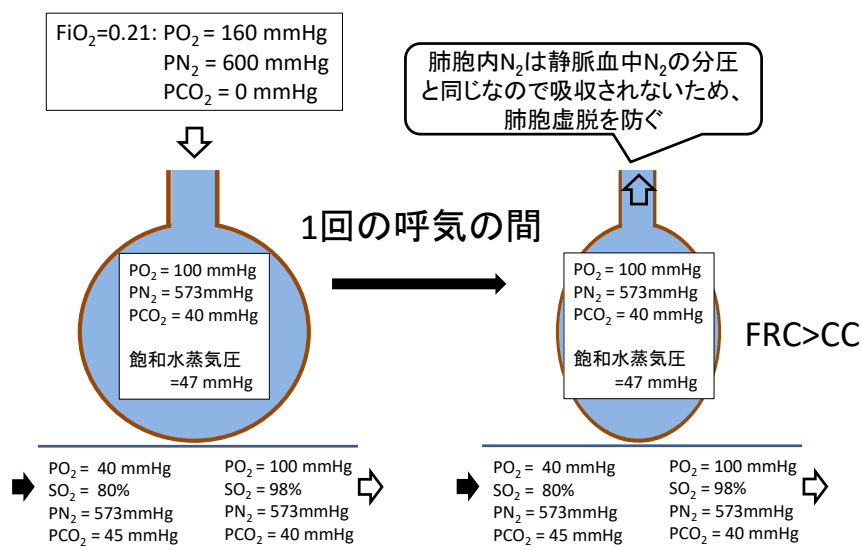 FiO₂=0.21: PO₂ = 160 mmHg
PN₂ = 600 mmHg
PCO₂ = 0 mmHg
肺胞内N₂は静脈血中N₂の分圧
と同じなので吸収されないため、
肺胞虚脱を防ぐ
1回の呼気の間
PO₂ = 100 mmHg
PN₂ = 573mmHg
PCO₂ = 40 mmHg
飽和水蒸気圧
=47 mmHg
PO₂ = 100 mmHg
PN₂ = 573mmHg
PCO₂ = 40 mmHg
飽和水蒸気圧
=47 mmHg
FRC>CC
PO₂ = 40 mmHg
SO₂ = 80%
PN₂ = 573mmHg
PCO₂ = 45 mmHg
PO₂ = 100 mmHg
SO₂ = 98%
PN₂ = 573mmHg
PCO₂ = 40 mmHg
PO₂ = 40 mmHg
SO₂ = 80%
PN₂ = 573mmHg
PCO₂ = 45 mmHg
PO₂ = 100 mmHg
SO₂ = 98%
PN₂ = 573mmHg
PCO₂ = 40 mmHg